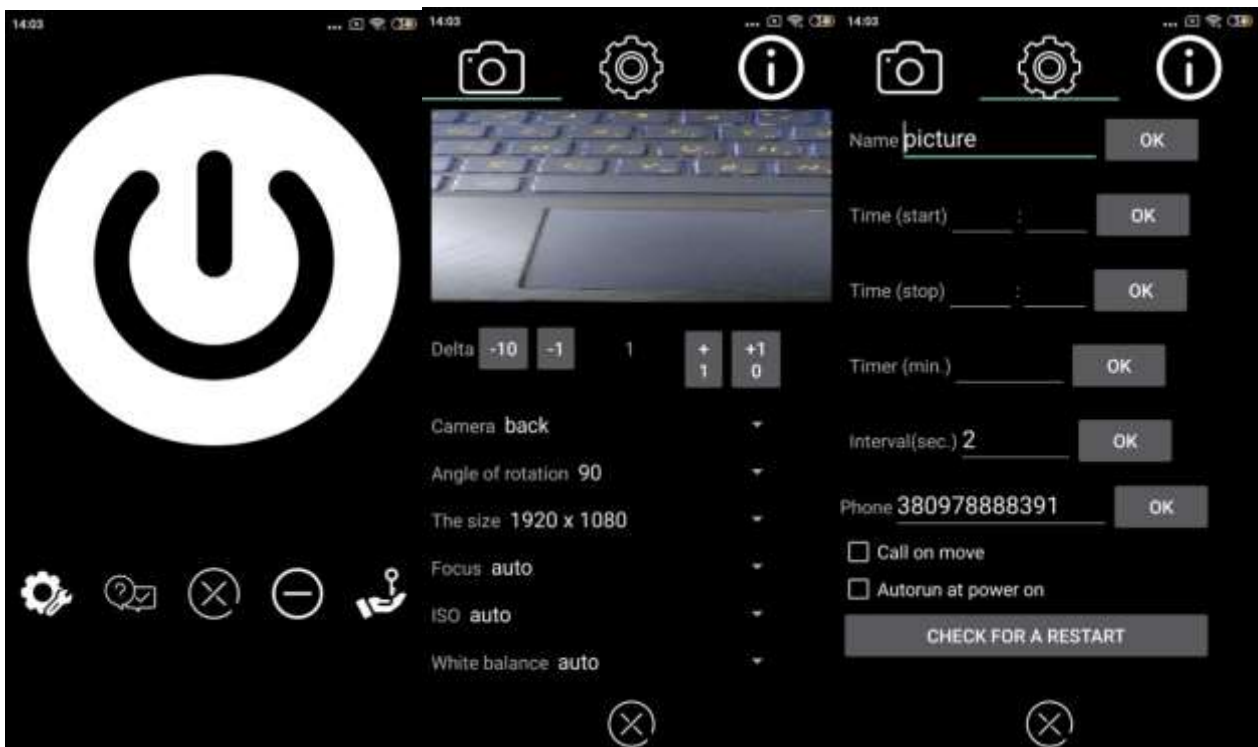 14:03
Name picture OK
Time (start) : OK
Time (stop) : OK
Timer (min.) OK
Interval(sec.) 2 OK
Phone 380978888391 OK
Call on move
Autorun at power on
CHECK FOR A RESTART
14:03
Delta -10 -1 1 +1 +10
Camera back
Angle of rotation 90
The size 1920 x 1080
Focus auto
ISO auto
White balance auto
14:03